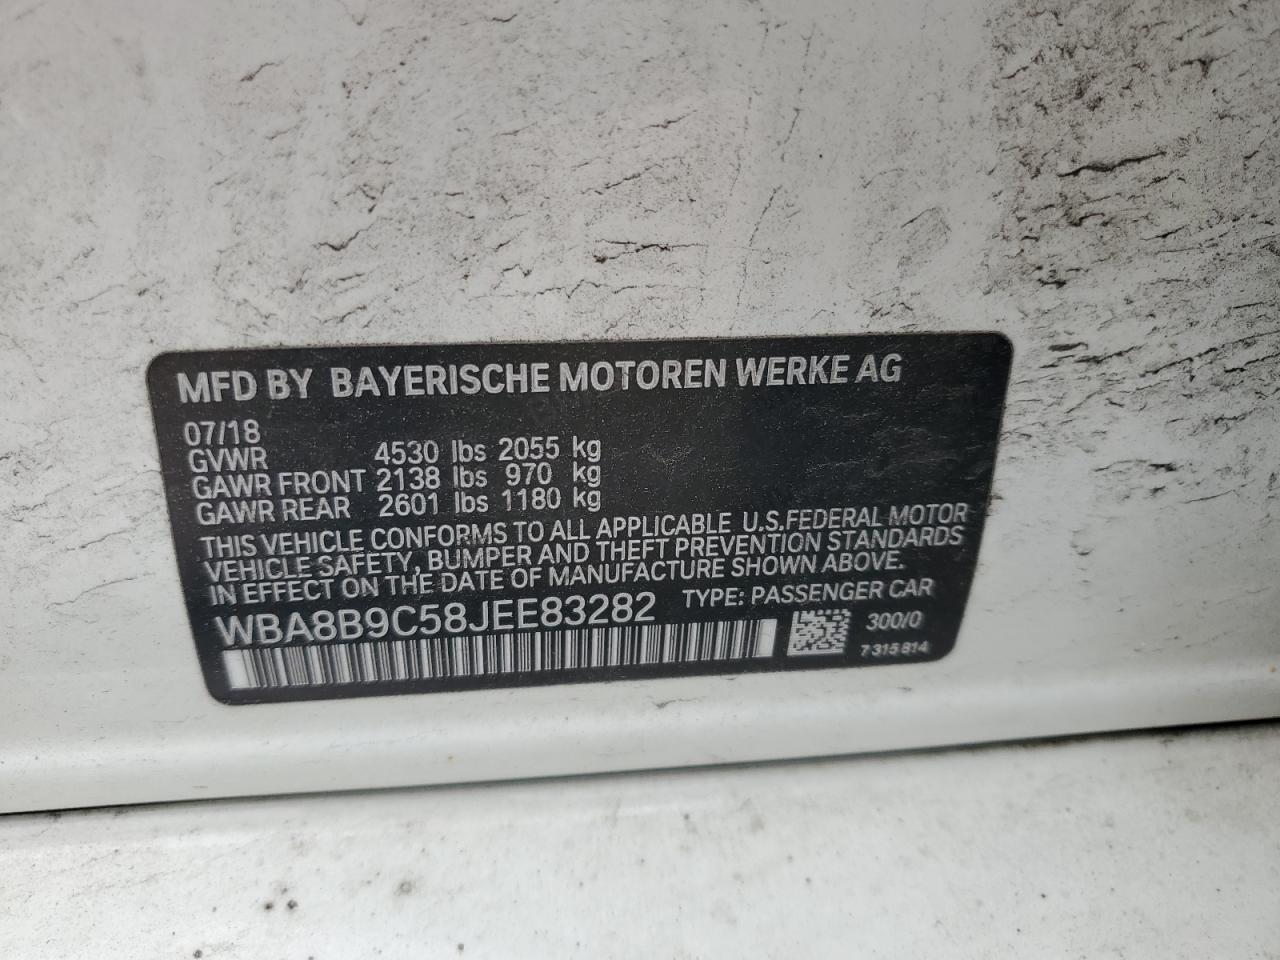 MFD BY BAYERISCHE MOTOREN WERKE AG
07/18
GVWR 4530 lbs 2055 kg
GAWR FRONT 2138 lbs 970 kg
GAWR REAR 2601 lbs 1180 kg
THIS VEHICLE CONFORMS TO ALL APPLICABLE U.S.FEDERAL MOTOR
VEHICLE SAFETY, BUMPER AND THEFT PREVENTION STANDARDS
IN EFFECT ON THE DATE OF MANUFACTURE SHOWN ABOVE.
WBA8B9C58JEE83282 TYPE: PASSENGER CAR
300/0
7 315 814